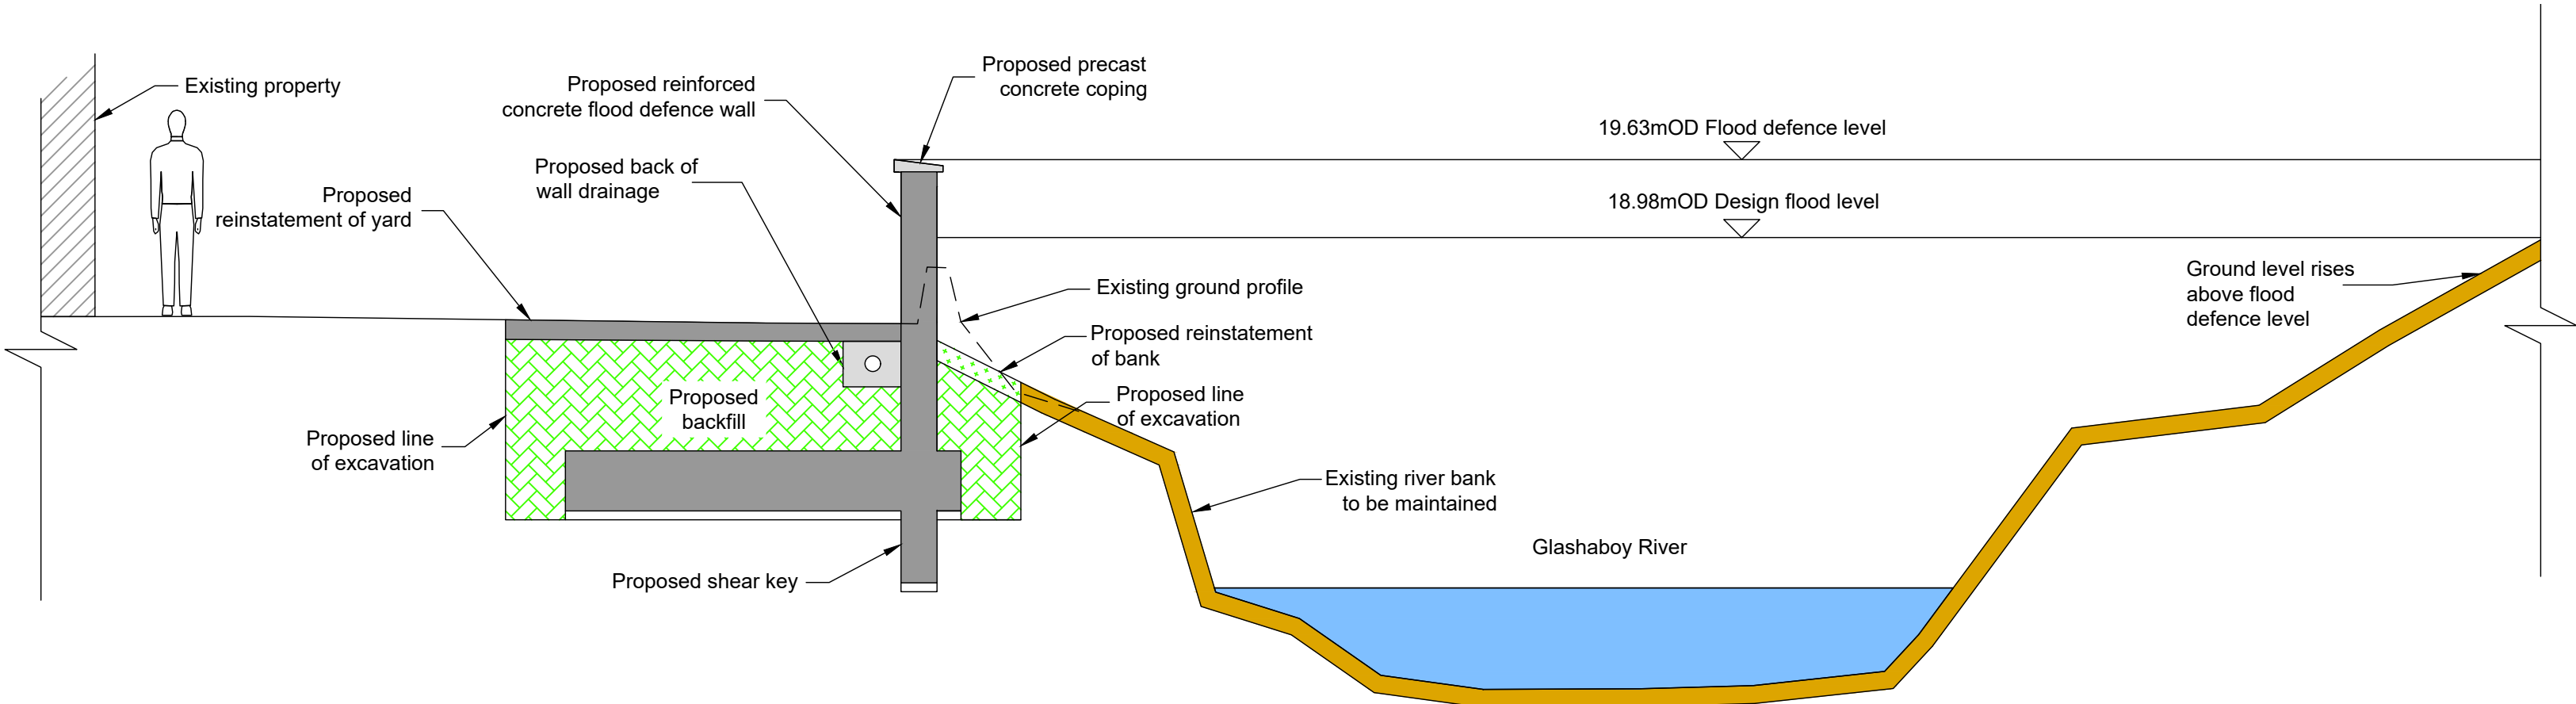 Existing property
Proposed reinforced
concrete flood defence wall
Proposed precast
concrete coping
19.63mOD Flood defence level
Proposed back of
wall drainage
Proposed
reinstatement of yard
18.98mOD Design flood level
Existing ground profile
Ground level rises
above flood
defence level
Proposed reinstatement
of bank
Proposed
backfill
Proposed line
of excavation
Proposed line
of excavation
Existing river bank
to be maintained
Glashaboy River
Proposed shear key